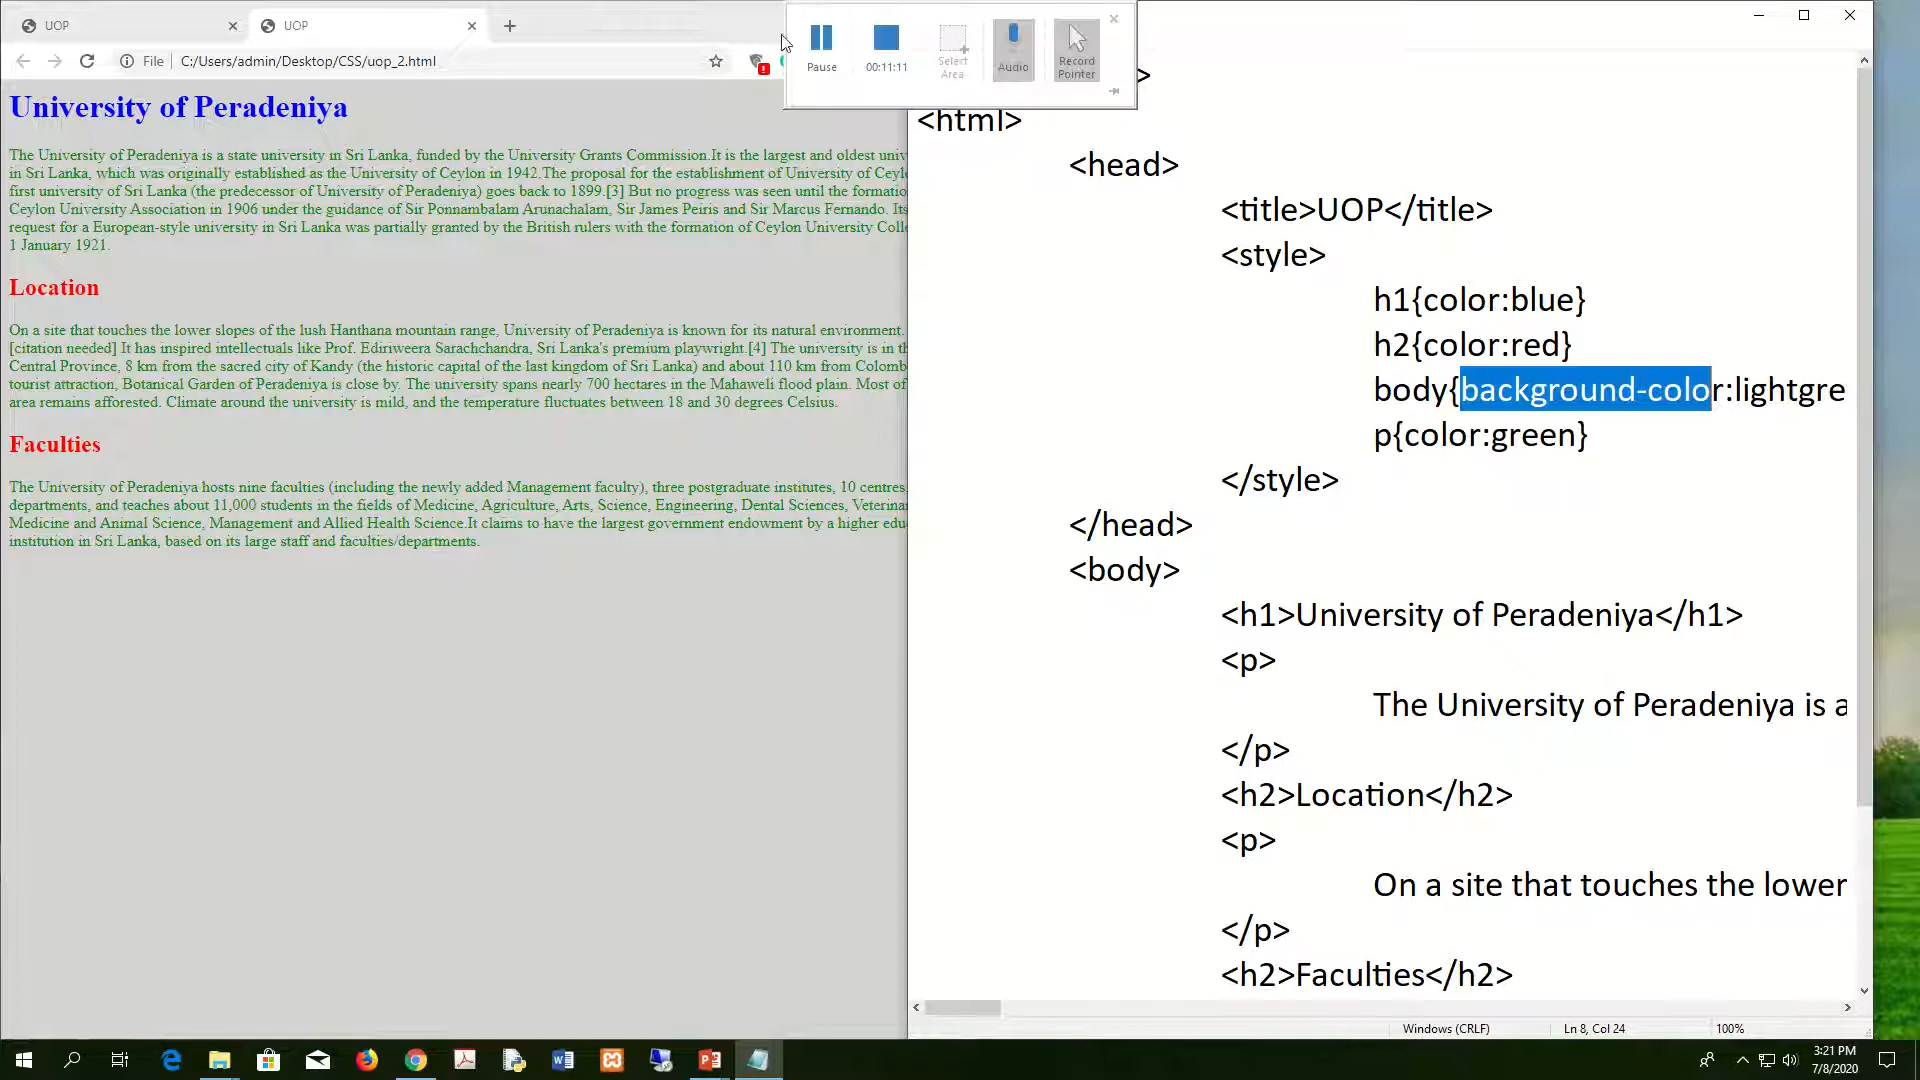 UOP
UOP
File
C:/Users/admin/Desktop/CSS/uop_2.html
Pause
00:11:11
Select Area
Audio
Record Pointer
University of Peradeniya
The University of Peradeniya is a state university in Sri Lanka, funded by the University Grants Commission.It is the largest and oldest univ
in Sri Lanka, which was originally established as the University of Ceylon in 1942.The proposal for the establishment of University of Ceyl
first university of Sri Lanka (the predecessor of University of Peradeniya) goes back to 1899.[3] But no progress was seen until the formatio
Ceylon University Association in 1906 under the guidance of Sir Ponnambalam Arunachalam, Sir James Peiris and Sir Marcus Fernando. Its
request for a European-style university in Sri Lanka was partially granted by the British rulers with the formation of Ceylon University Colle
1 January 1921.
Location
On a site that touches the lower slopes of the lush Hanthana mountain range, University of Peradeniya is known for its natural environment.
[citation needed] It has inspired intellectuals like Prof. Ediriweera Sarachchandra, Sri Lanka's premium playwright.[4] The university is in th
Central Province, 8 km from the sacred city of Kandy (the historic capital of the last kingdom of Sri Lanka) and about 110 km from Colomb
tourist attraction, Botanical Garden of Peradeniya is close by. The university spans nearly 700 hectares in the Mahaweli flood plain. Most of
area remains afforested. Climate around the university is mild, and the temperature fluctuates between 18 and 30 degrees Celsius.
Faculties
The University of Peradeniya hosts nine faculties (including the newly added Management faculty), three postgraduate institutes, 10 centres,
departments, and teaches about 11,000 students in the fields of Medicine, Agriculture, Arts, Science, Engineering, Dental Sciences, Veterinar
Medicine and Animal Science, Management and Allied Health Science.It claims to have the largest government endowment by a higher edu
institution in Sri Lanka, based on its large staff and faculties/departments.
>
<html>
<head>
<title>UOP</title>
<style>
h1{color:blue}
h2{color:red}
body{background-color:lightgre
p{color:green}
</style>
</head>
<body>
<h1>University of Peradeniya</h1>
<p>
The University of Peradeniya is a
</p>
<h2>Location</h2>
<p>
On a site that touches the lower
</p>
<h2>Faculties</h2>
Windows (CRLF)
Ln 8, Col 24
100%
3:21 PM
7/8/2020